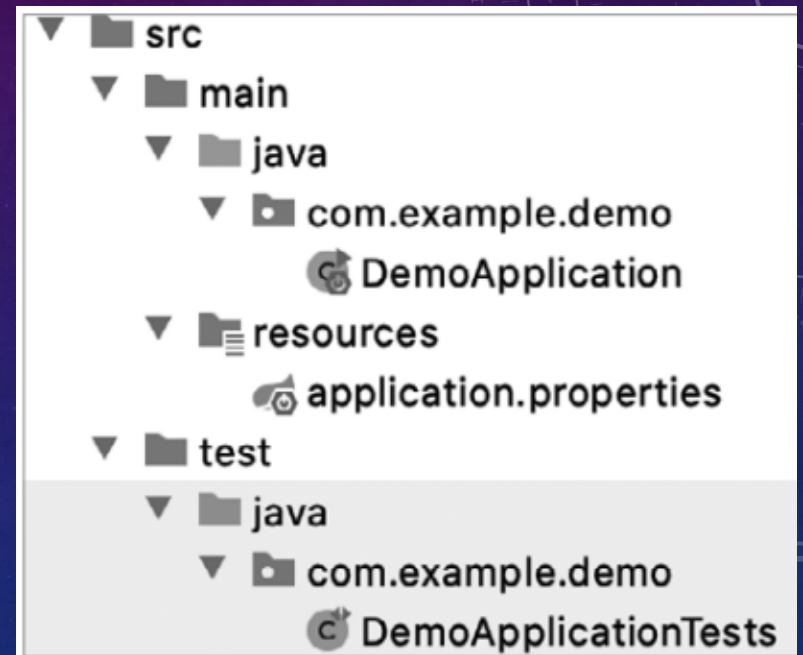 src
main
java
com.example.demo
DemoApplication
resources
application.properties
test
java
com.example.demo
DemoApplicationTests